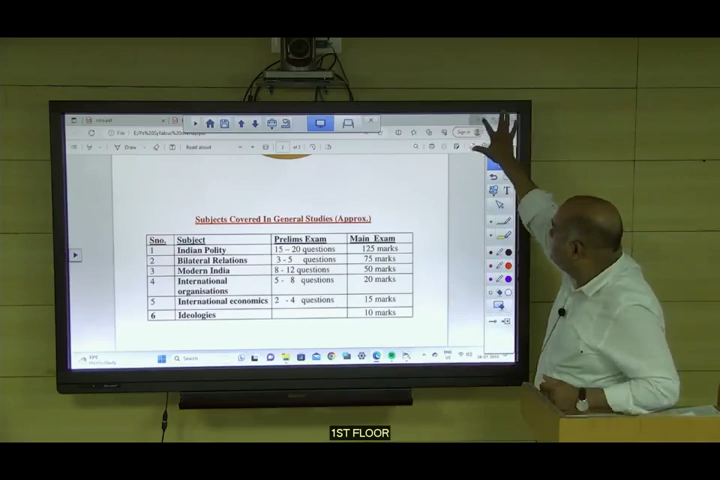 Sign in
Draw
Read aloud
Subjects Covered In General Studies (Approx.)
Sno. Subject Prelims Exam Main Exam
1 Indian Polity 15 – 20 questions 125 marks
2 Bilateral Relations 3 - 5 questions 75 marks
3 Modern India 8 - 12 questions 50 marks
4 International organisations 5 - 8 questions 20 marks
5 International economics 2 - 4 questions 15 marks
6 Ideologies 10 marks
Search
1ST FLOOR